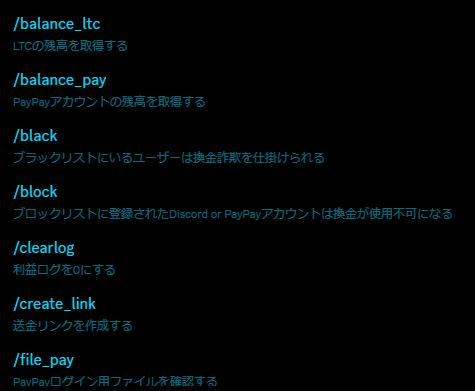 /balance_ltc
LTCの残高を取得する
/balance_pay
PayPayアカウントの残高を取得する
/black
ブラックリストにいるユーザーは換金詐欺を仕掛けられる
/block
ブロックリストに登録されたDiscord or PayPayアカウントは換金が使用不可になる
/clearlog
利益ログを0にする
/create_link
送金リンクを作成する
/file_pay
PayPayログイン用ファイルを確認する